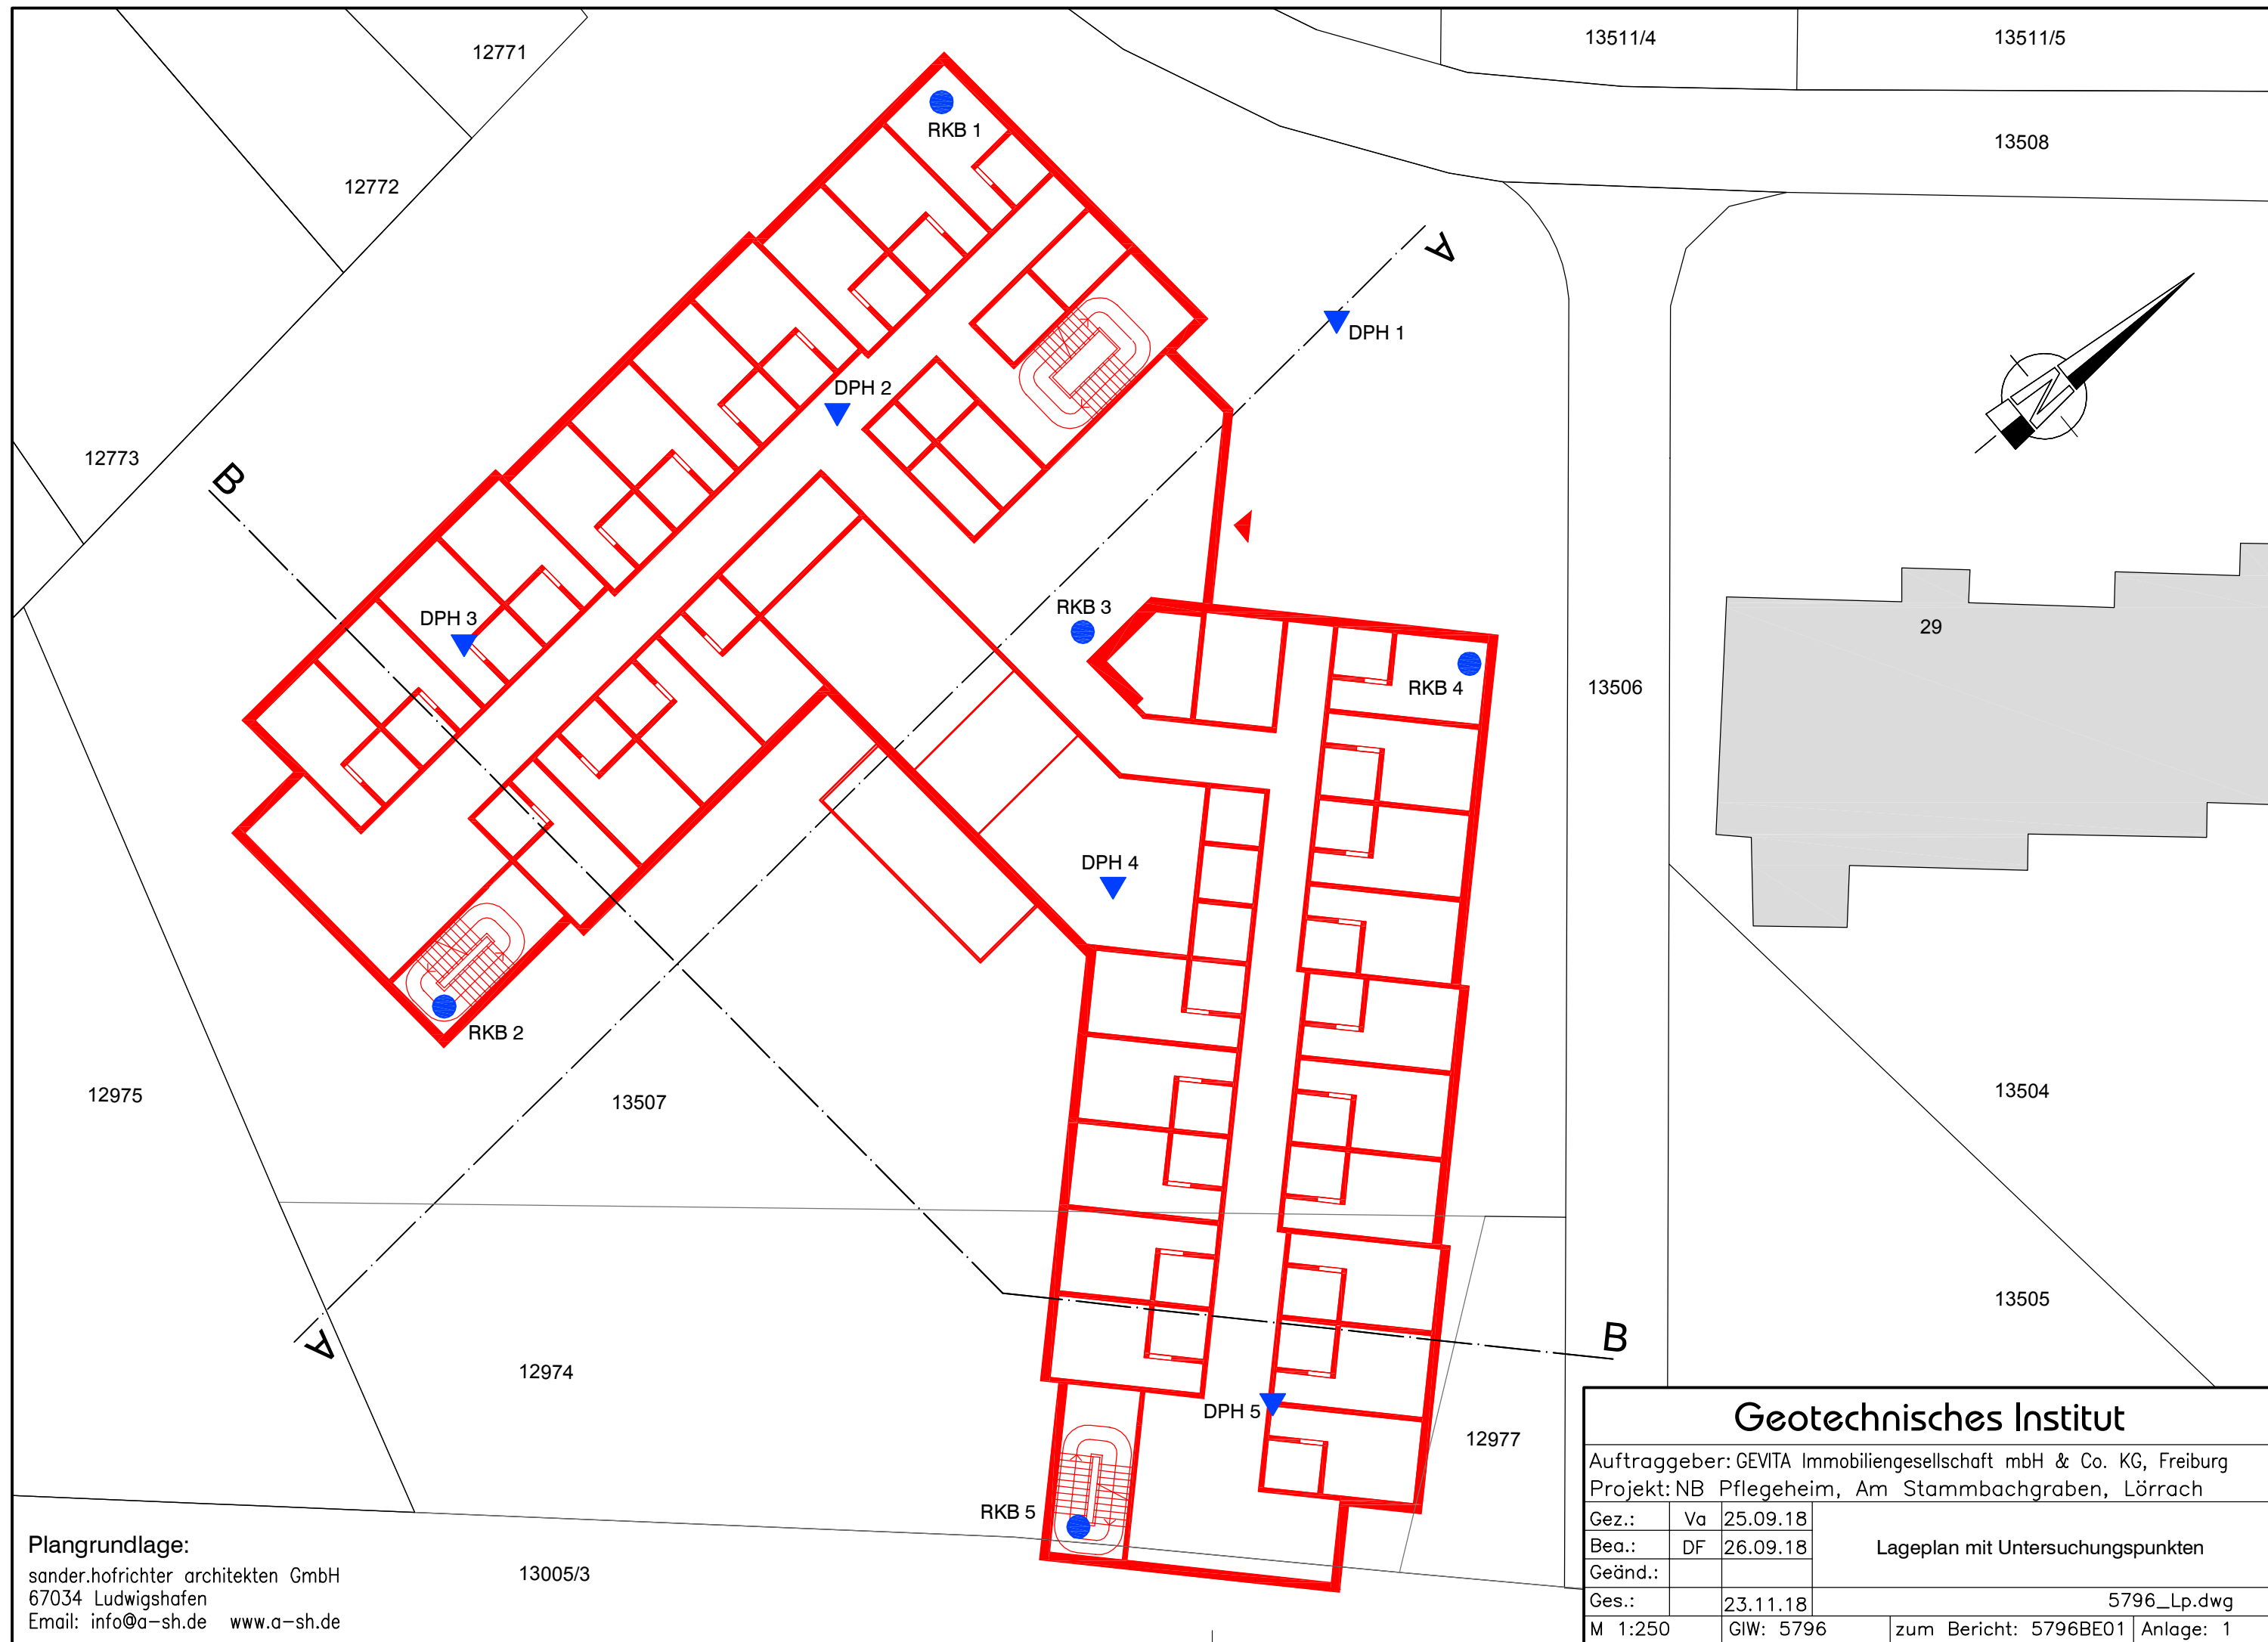 12771
13511/4
13511/5
RKB 1
13508
12772
A
DPH 1
DPH 2
N
12773
B
DPH 3
RKB 3
29
RKB 4
13506
DPH 4
RKB 2
12975
13507
13504
13505
A
B
12974
DPH 5
12977
RKB 5
13005/3
Plangrundlage:
sander.hofrichter architekten GmbH
67034 Ludwigshafen
Email: info@a-sh.de www.a-sh.de
Geotechnisches Institut
Auftraggeber: GEVITA Immobiliengesellschaft mbH & Co. KG, Freiburg
Projekt: NB Pflegeheim, Am Stammbachgraben, Lörrach
Gez.: Va 25.09.18
Bea.: DF 26.09.18
Lageplan mit Untersuchungspunkten
Geänd.:
Ges.: 23.11.18 5796_Lp.dwg
M 1:250 GIW: 5796 zum Bericht: 5796BE01 Anlage: 1